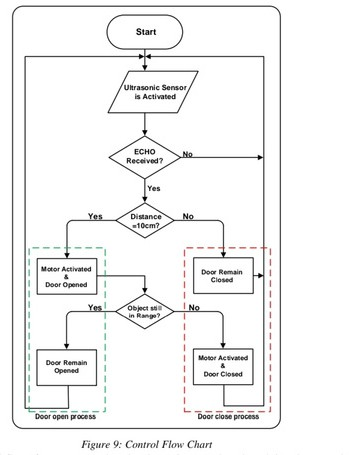 Start
Ultrasonic Sensor
is Activated
ECHO
Received?
No
Yes
Yes
Distance
=10cm?
No
Motor Activated
&
Door Opened
Door Remain
Closed
Yes
Object still
in Range?
No
Door Remain
Opened
Motor Activated
&
Door Closed
Door open process
Door close process
Figure 9: Control Flow Chart